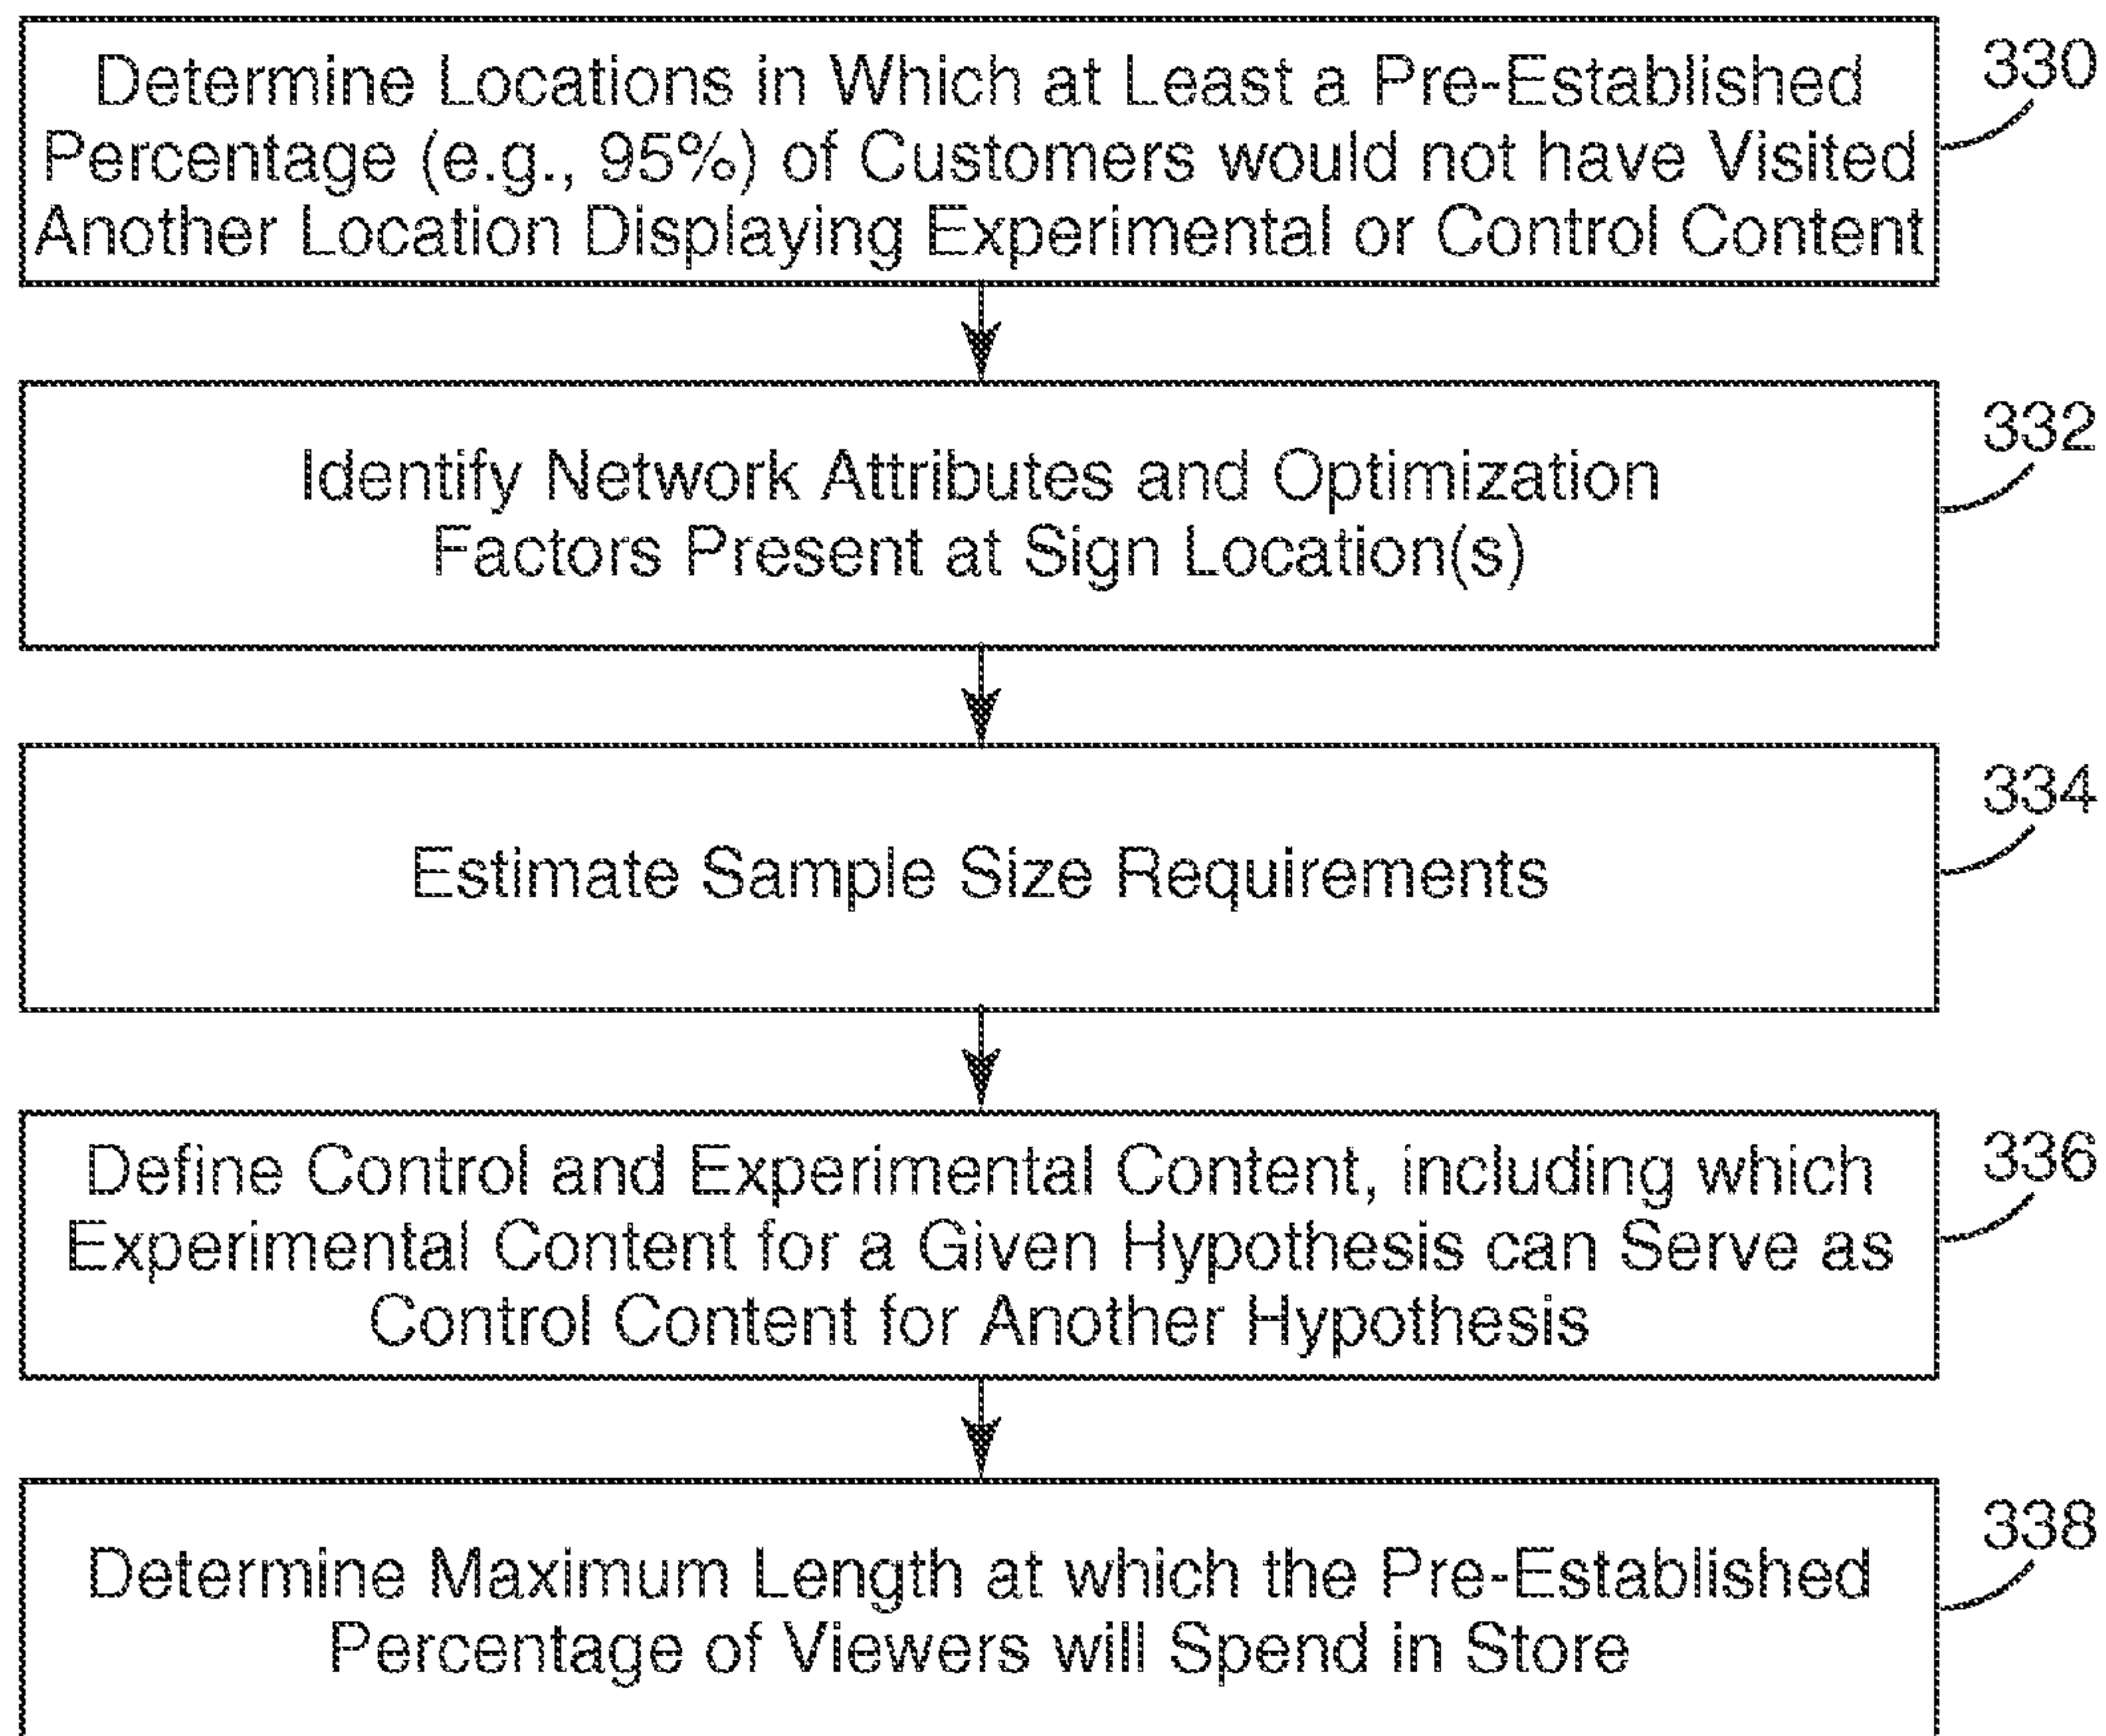 Determine Locations in Which at Least a Pre-Established
Percentage (e.g., 95%) of Customers would not have Visited
Another Location Displaying Experimental or Control Content
330
Identify Network Attributes and Optimization
Factors Present at Sign Location(s)
332
Estimate Sample Size Requirements
334
Define Control and Experimental Content, including which
Experimental Content for a Given Hypothesis can Serve as
Control Content for Another Hypothesis
336
Determine Maximum Length at which the Pre-Established
Percentage of Viewers will Spend in Store
338